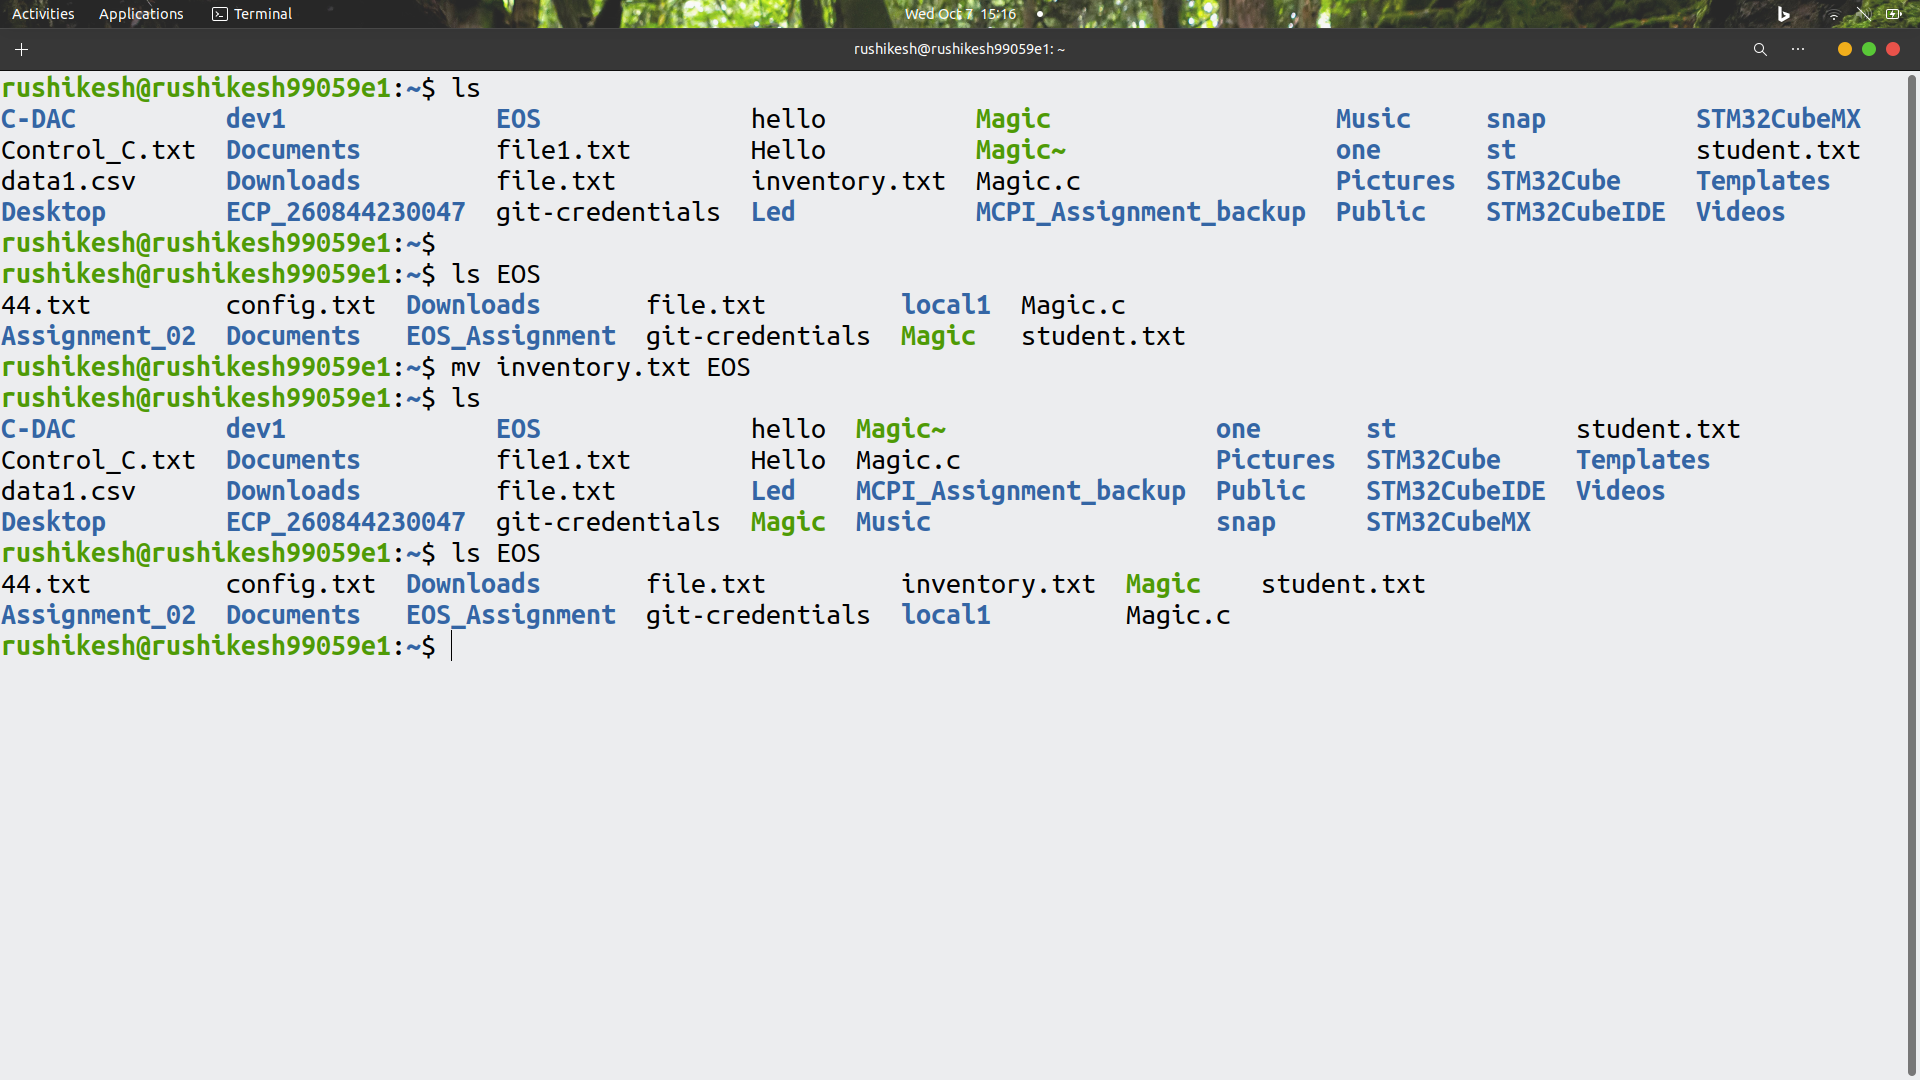 Activities Applications Terminal Wed Oct 7 15:16
rushikesh@rushikesh99059e1: ~
rushikesh@rushikesh99059e1:~$ ls
C-DAC dev1 EOS hello Magic Music snap STM32CubeMX
Control_C.txt Documents file1.txt Hello Magic~ one st student.txt
data1.csv Downloads file.txt inventory.txt Magic.c Pictures STM32Cube Templates
Desktop ECP_260844230047 git-credentials Led MCPI_Assignment_backup Public STM32CubeIDE Videos
rushikesh@rushikesh99059e1:~$
rushikesh@rushikesh99059e1:~$ ls EOS
44.txt config.txt Downloads file.txt local1 Magic.c
Assignment_02 Documents EOS_Assignment git-credentials Magic student.txt
rushikesh@rushikesh99059e1:~$ mv inventory.txt EOS
rushikesh@rushikesh99059e1:~$ ls
C-DAC dev1 EOS hello Magic~ one st student.txt
Control_C.txt Documents file1.txt Hello Magic.c Pictures STM32Cube Templates
data1.csv Downloads file.txt Led MCPI_Assignment_backup Public STM32CubeIDE Videos
Desktop ECP_260844230047 git-credentials Magic Music snap STM32CubeMX
rushikesh@rushikesh99059e1:~$ ls EOS
44.txt config.txt Downloads file.txt inventory.txt Magic student.txt
Assignment_02 Documents EOS_Assignment git-credentials local1 Magic.c
rushikesh@rushikesh99059e1:~$